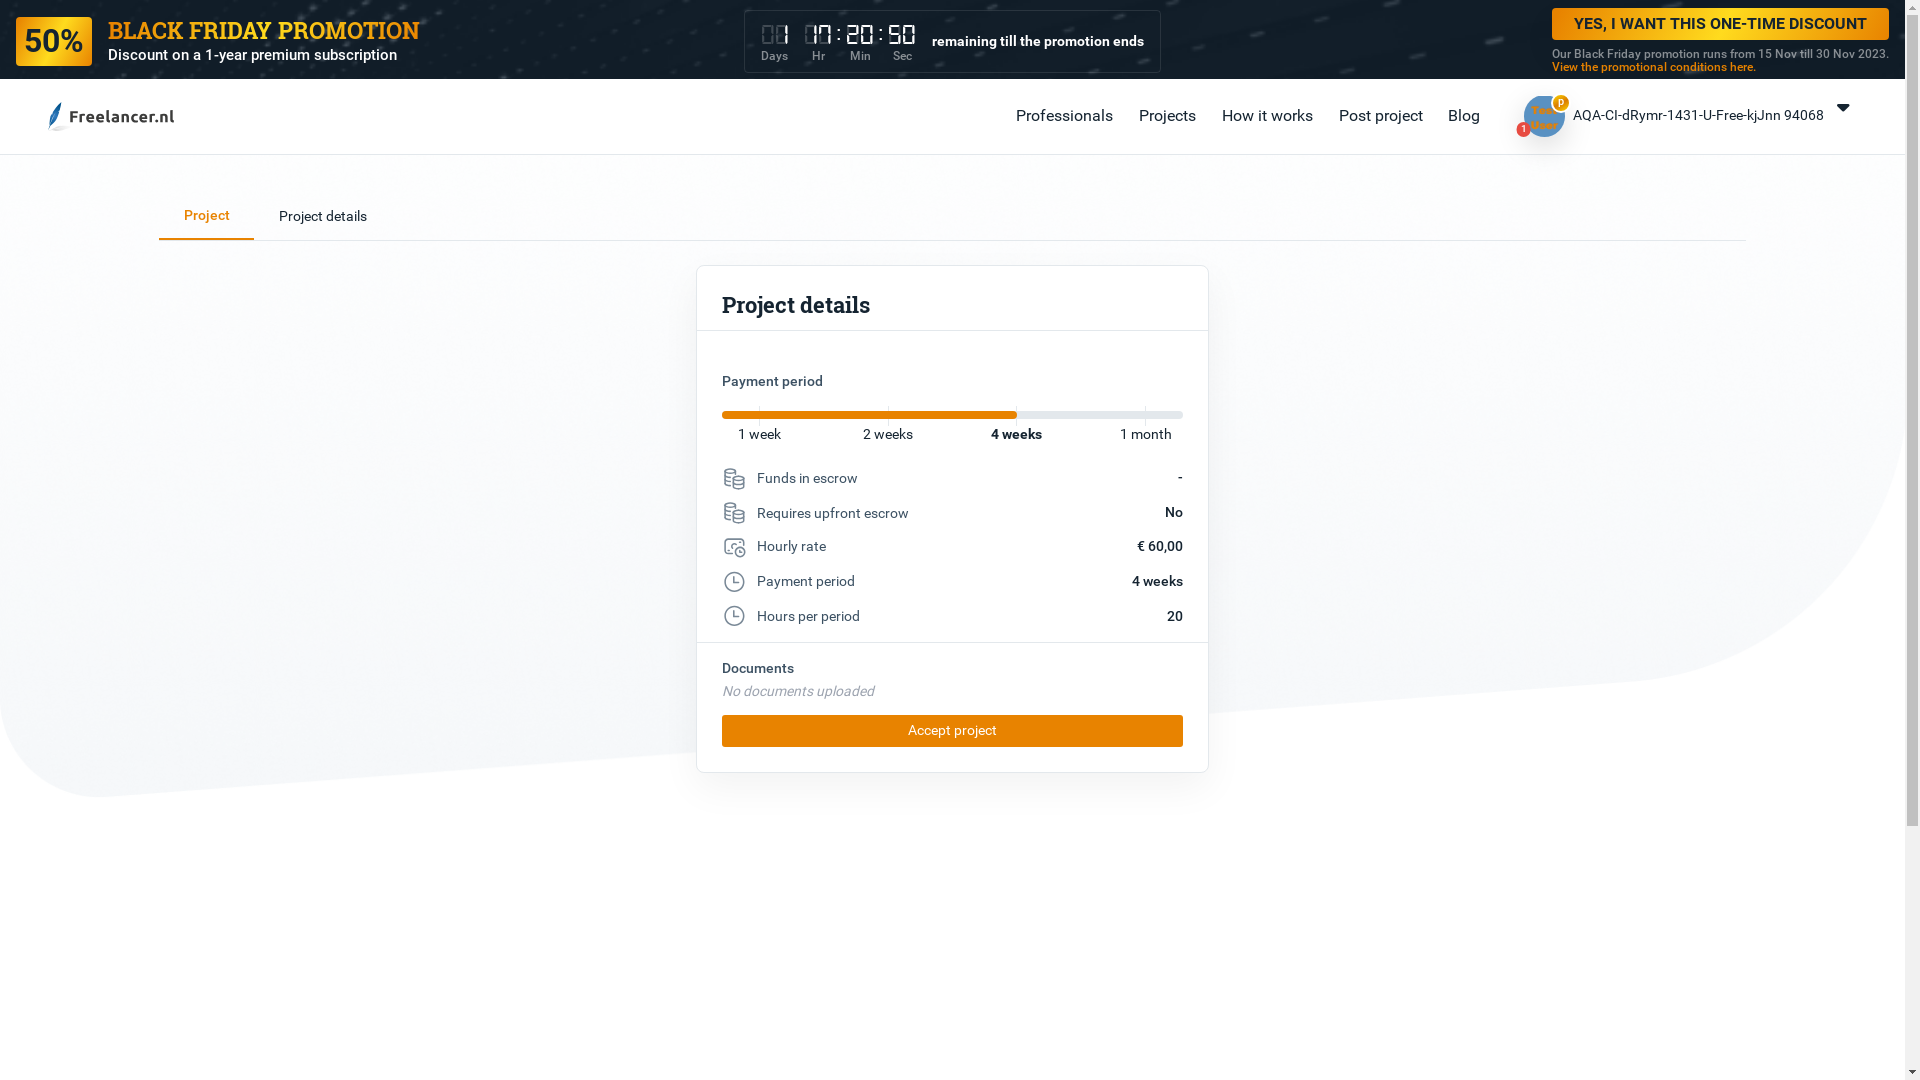 50%
BLACK FRIDAY PROMOTION
Discount on a 1-year premium subscription
1 17:20:50
Days Hr Min Sec
remaining till the promotion ends
YES, I WANT THIS ONE-TIME DISCOUNT
Our Black Friday promotion runs from 15 Nov till 30 Nov 2023.
View the promotional conditions here.
Freelancer.nl
Professionals
Projects
How it works
Post project
Blog
Test
User
P
1
AQA-CI-dRymr-1431-U-Free-kjJnn 94068
Project
Project details
Project details
Payment period
1 week
2 weeks
4 weeks
1 month
Funds in escrow -
Requires upfront escrow No
Hourly rate € 60,00
Payment period 4 weeks
Hours per period 20
Documents
No documents uploaded
Accept project